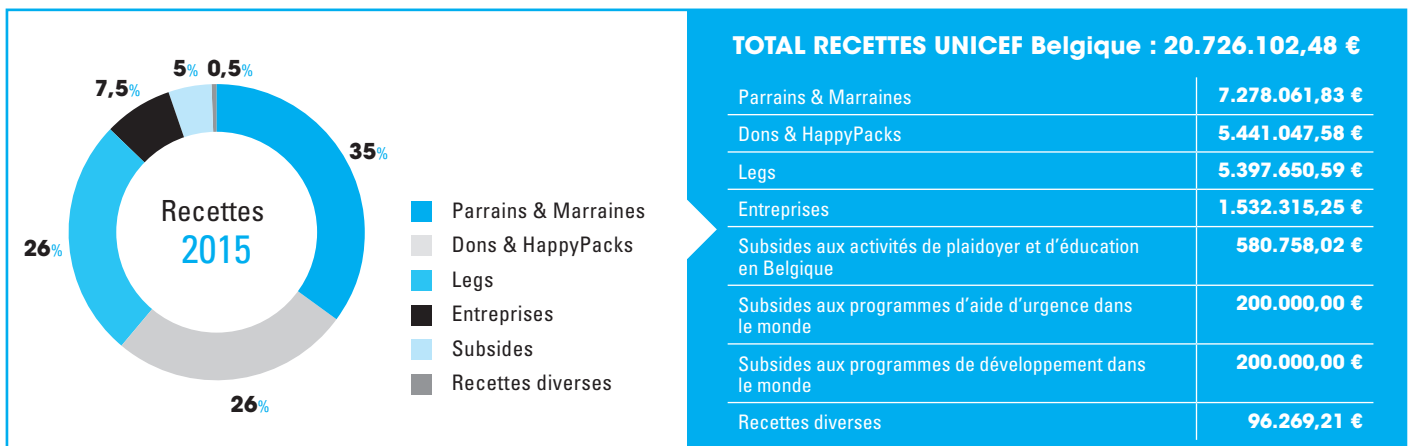 5% 0,5%
7,5%
35%
26%
26%
Recettes
2015
Parrains & Marraines
Dons & HappyPacks
Legs
Entreprises
Subsides
Recettes diverses
TOTAL RECETTES UNICEF Belgique : 20.726.102,48 €
Parrains & Marraines 7.278.061,83 €
Dons & HappyPacks 5.441.047,58 €
Legs 5.397.650,59 €
Entreprises 1.532.315,25 €
Subsides aux activités de plaidoyer et d’éducation 580.758,02 €
en Belgique
Subsides aux programmes d’aide d’urgence dans 200.000,00 €
le monde
Subsides aux programmes de développement dans 200.000,00 €
le monde
Recettes diverses 96.269,21 €